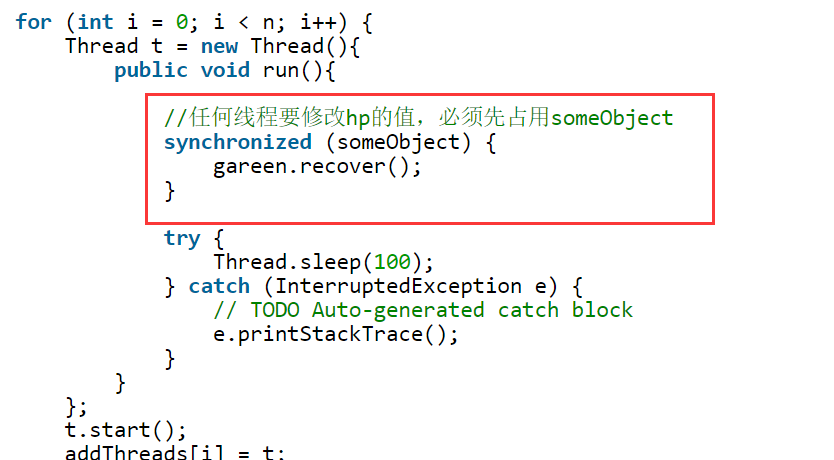 for (int i = 0; i < n; i++) {
Thread t = new Thread(){
public void run(){
//任何线程要修改hp的值，必须先占用someObject
synchronized (someObject) {
gareen.recover();
}
try {
Thread.sleep(100);
} catch (InterruptedException e) {
// TODO Auto-generated catch block
e.printStackTrace();
}
}
};
t.start();
addThreads[i] = t;